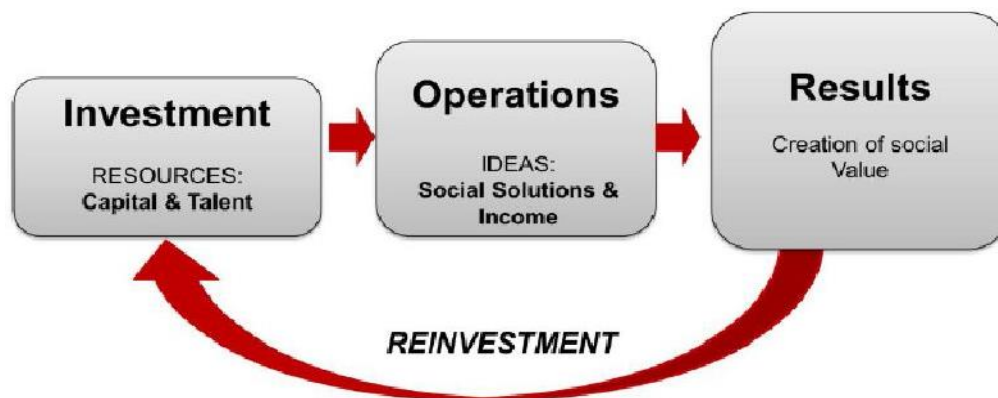 Investment
RESOURCES:
Capital & Talent
Operations
IDEAS:
Social Solutions &
Income
Results
Creation of social
Value
REINVESTMENT